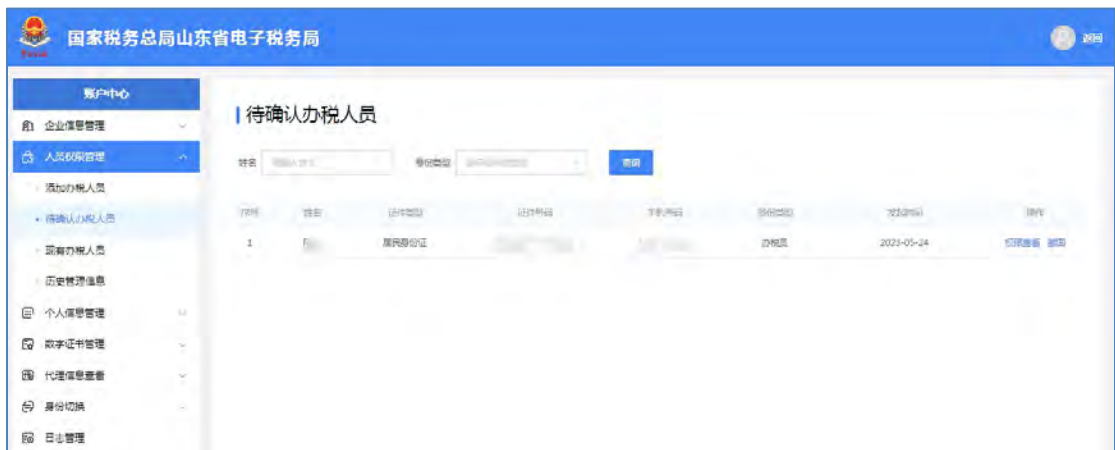 国家税务总局山东省电子税务局
返回
账户中心
企业信息管理
人员权限管理
添加办税人员
待确认办税人员
现有办税人员
历史管理信息
个人信息管理
数字证书管理
代理信息查看
身份切换
日志管理
待确认办税人员
姓名 身份类型 查询
序号 姓名 证件类型 证件号码 手机号码 身份类型 操作
1 居民身份证 办税员 2023-05-24 权限查看 撤回